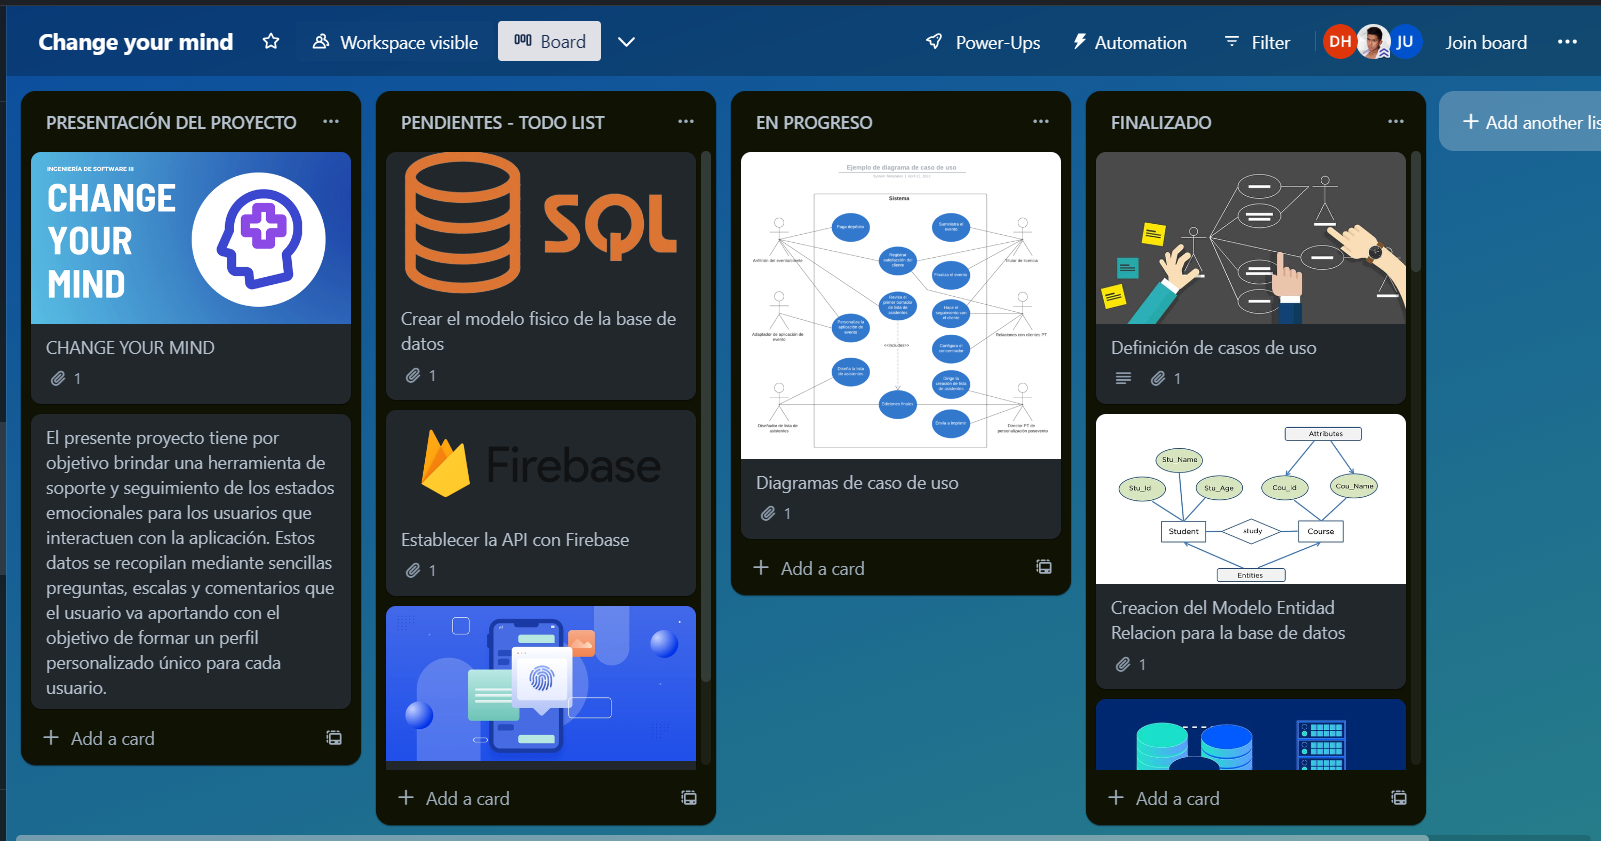 Change your mind
Workspace visible
Board
Power-Ups
Automation
Filter
DH
JU
Join board
PRESENTACIÓN DEL PROYECTO
INGENIERÍA DE SOFTWARE III
CHANGE
YOUR
MIND
CHANGE YOUR MIND
1
El presente proyecto tiene por
objetivo brindar una herramienta de
soporte y seguimiento de los estados
emocionales para los usuarios que
interactuen con la aplicación. Estos
datos se recopilan mediante sencillas
preguntas, escalas y comentarios que
el usuario va aportando con el
objetivo de formar un perfil
personalizado único para cada
usuario.
Add a card
PENDIENTES - TODO LIST
SQL
Crear el modelo fisico de la base de
datos
1
Firebase
Establecer la API con Firebase
1
Add a card
EN PROGRESO
Ejemplo de diagrama de caso de uso
Sistema
Diagramas de caso de uso
1
Add a card
FINALIZADO
Definición de casos de uso
1
Attributes
Stu_Name
Stu_Id
Stu_Age
Cou_Id
Cou_Name
Student
study
Course
Entities
Creacion del Modelo Entidad
Relacion para la base de datos
1
Add a card
Add another lis